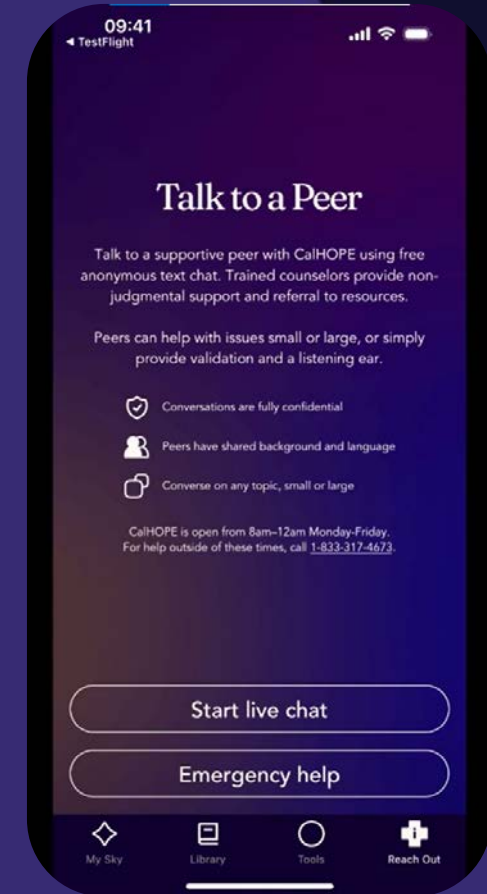 09:41
◀ TestFlight
Talk to a Peer
Talk to a supportive peer with CalHOPE using free
anonymous text chat. Trained counselors provide non-
judgmental support and referral to resources.
Peers can help with issues small or large, or simply
provide validation and a listening ear.
Conversations are fully confidential
Peers have shared background and language
Converse on any topic, small or large
CalHOPE is open from 8am–12am Monday-Friday.
For help outside of these times, call 1-833-317-4673.
Start live chat
Emergency help
My Sky
Library
Tools
Reach Out